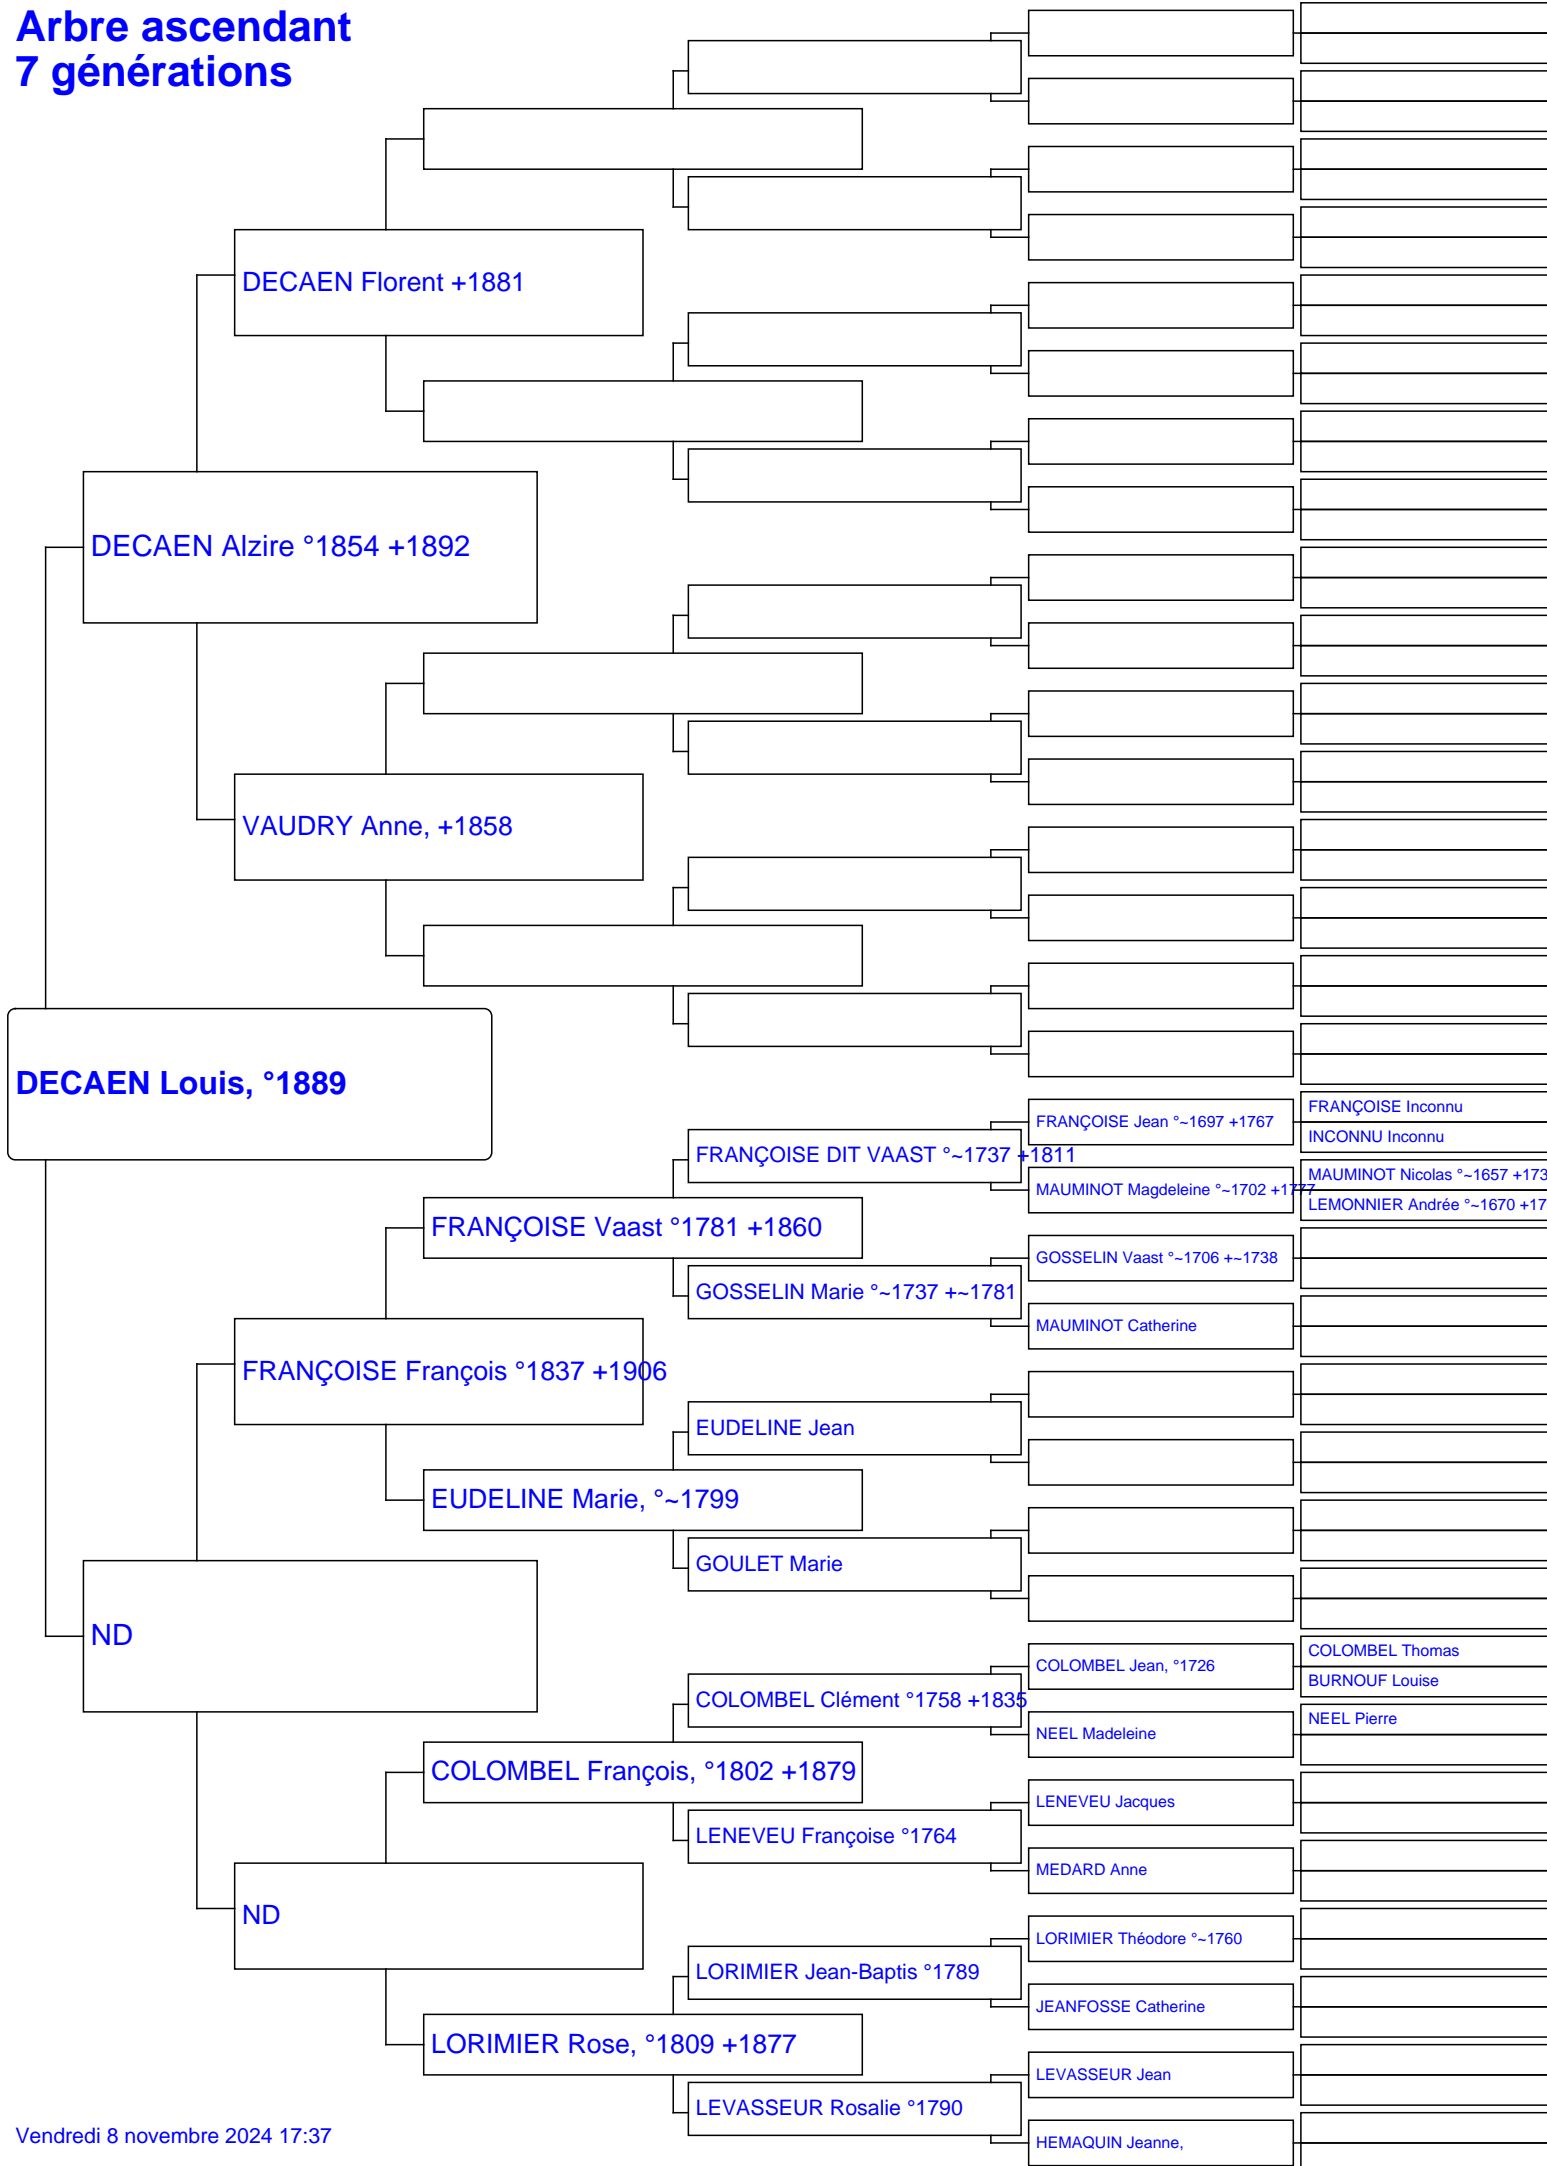 Arbre ascendant
7 générations
DECAEN Florent +1881
DECAEN Alzire °1854 +1892
VAUDRY Anne, +1858
DECAEN Louis, °1889
FRANÇOISE Inconnu
FRANÇOISE Jean °~1697 +1767
INCONNU Inconnu
FRANÇOISE DIT VAAST °~1737 +1811
MAUMINOT Nicolas °~1657 +173
MAUMINOT Magdeleine °~1702 +1777
LEMONNIER Andrée °~1670 +17
FRANÇOISE Vaast °1781 +1860
GOSSELIN Vaast °~1706 +~1738
GOSSELIN Marie °~1737 +~1781
MAUMINOT Catherine
FRANÇOISE François °1837 +1906
EUDELINE Jean
EUDELINE Marie, °~1799
GOULET Marie
ND
COLOMBEL Thomas
COLOMBEL Jean, °1726
BURNOUF Louise
COLOMBEL Clément °1758 +1835
NEEL Pierre
NEEL Madeleine
COLOMBEL François, °1802 +1879
LENEVEU Jacques
LENEVEU Françoise °1764
MEDARD Anne
ND
LORIMIER Théodore °~1760
LORIMIER Jean-Baptis °1789
JEANFOSSE Catherine
LORIMIER Rose, °1809 +1877
LEVASSEUR Jean
LEVASSEUR Rosalie °1790
HEMAQUIN Jeanne,
Vendredi 8 novembre 2024 17:37